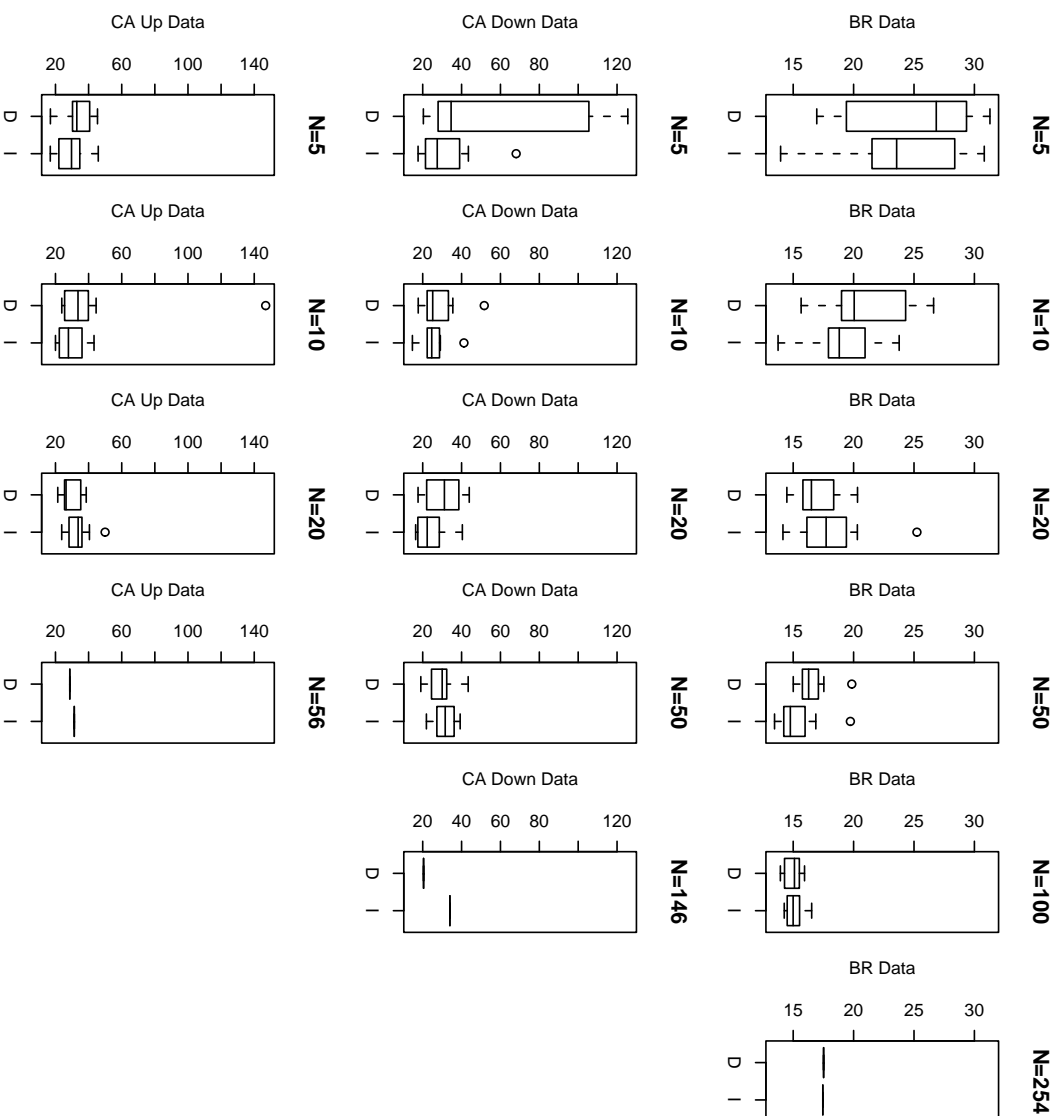 CA Up Data
20 60 100 140
N=5
D
I
CA Down Data
20 40 60 80 120
N=5
D
I
BR Data
15 20 25 30
N=5
D
I
CA Up Data
20 60 100 140
N=10
D
I
CA Down Data
20 40 60 80 120
N=10
D
I
BR Data
15 20 25 30
N=10
D
I
CA Up Data
20 60 100 140
N=20
D
I
CA Down Data
20 40 60 80 120
N=20
D
I
BR Data
15 20 25 30
N=20
D
I
CA Up Data
20 60 100 140
N=56
D
I
CA Down Data
20 40 60 80 120
N=50
D
I
BR Data
15 20 25 30
N=50
D
I
CA Down Data
20 40 60 80 120
N=146
D
I
BR Data
15 20 25 30
N=100
D
I
BR Data
15 20 25 30
N=254
D
I